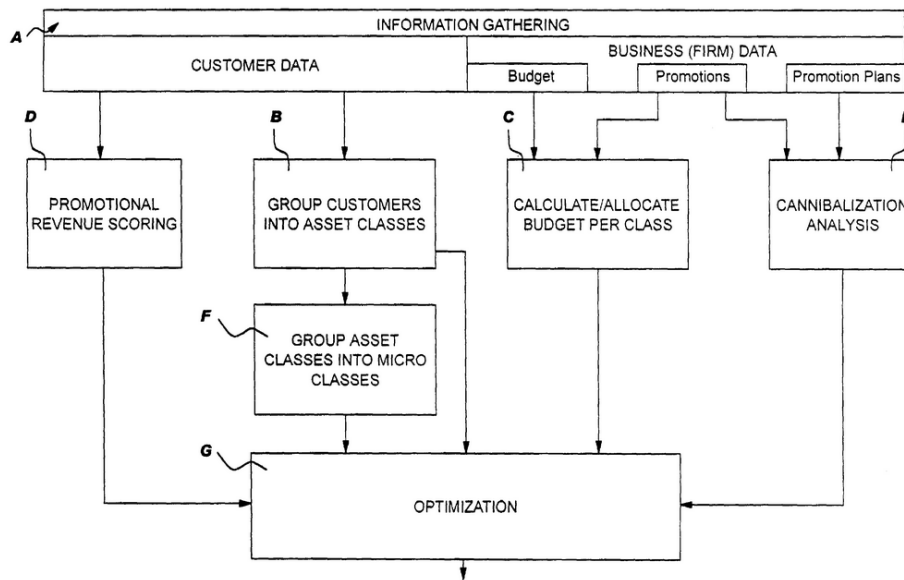 A
INFORMATION GATHERING
CUSTOMER DATA
BUSINESS (FIRM) DATA
Budget
Promotions
Promotion Plans
D
B
C
PROMOTIONAL
REVENUE SCORING
GROUP CUSTOMERS
INTO ASSET CLASSES
CALCULATE/ALLOCATE
BUDGET PER CLASS
CANNIBALIZATION
ANALYSIS
F
GROUP ASSET
CLASSES INTO MICRO
CLASSES
G
OPTIMIZATION